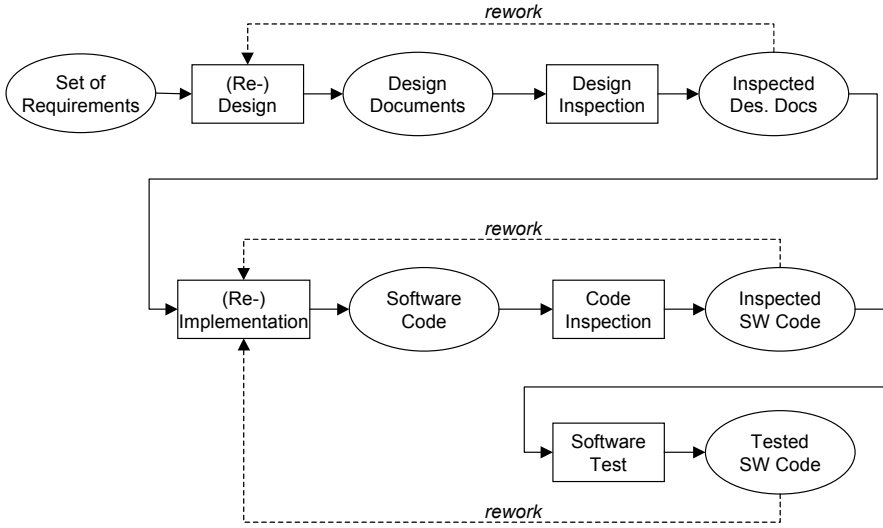 rework
Set of
Requirements
(Re-)
Design
Design
Documents
Design
Inspection
Inspected
Des. Docs
rework
(Re-)
Implementation
Software
Code
Code
Inspection
Inspected
SW Code
Software
Test
Tested
SW Code
rework